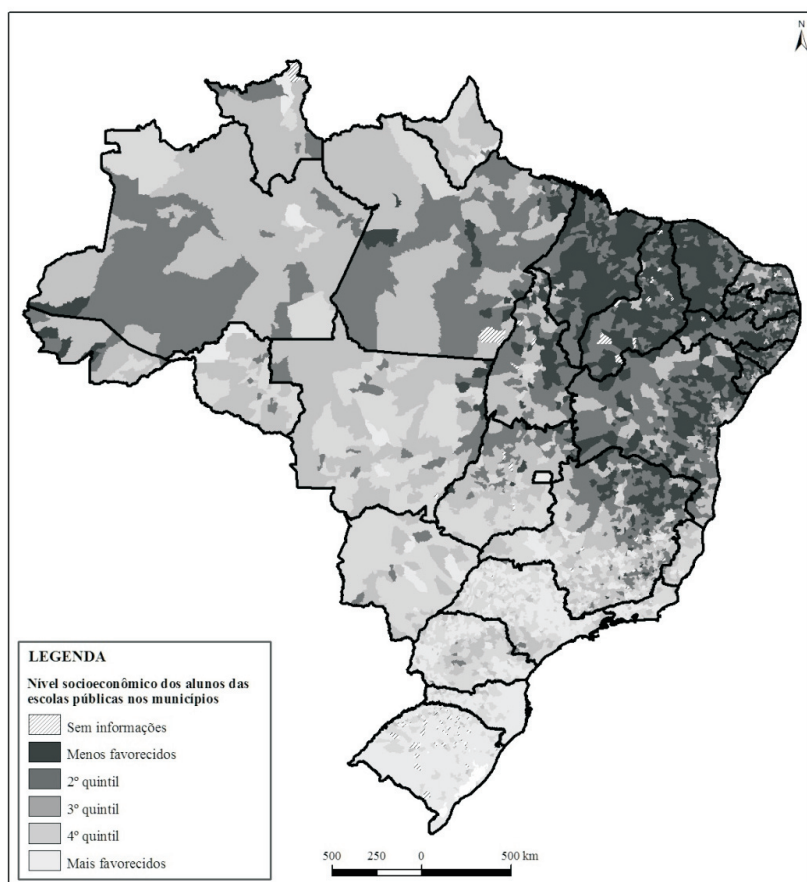 N
LEGENDA
Nível socioeconômico dos alunos das
escolas públicas nos municípios
Sem informações
Menos favorecidos
2º quintil
3º quintil
4º quintil
Mais favorecidos
500 250 0 500 km